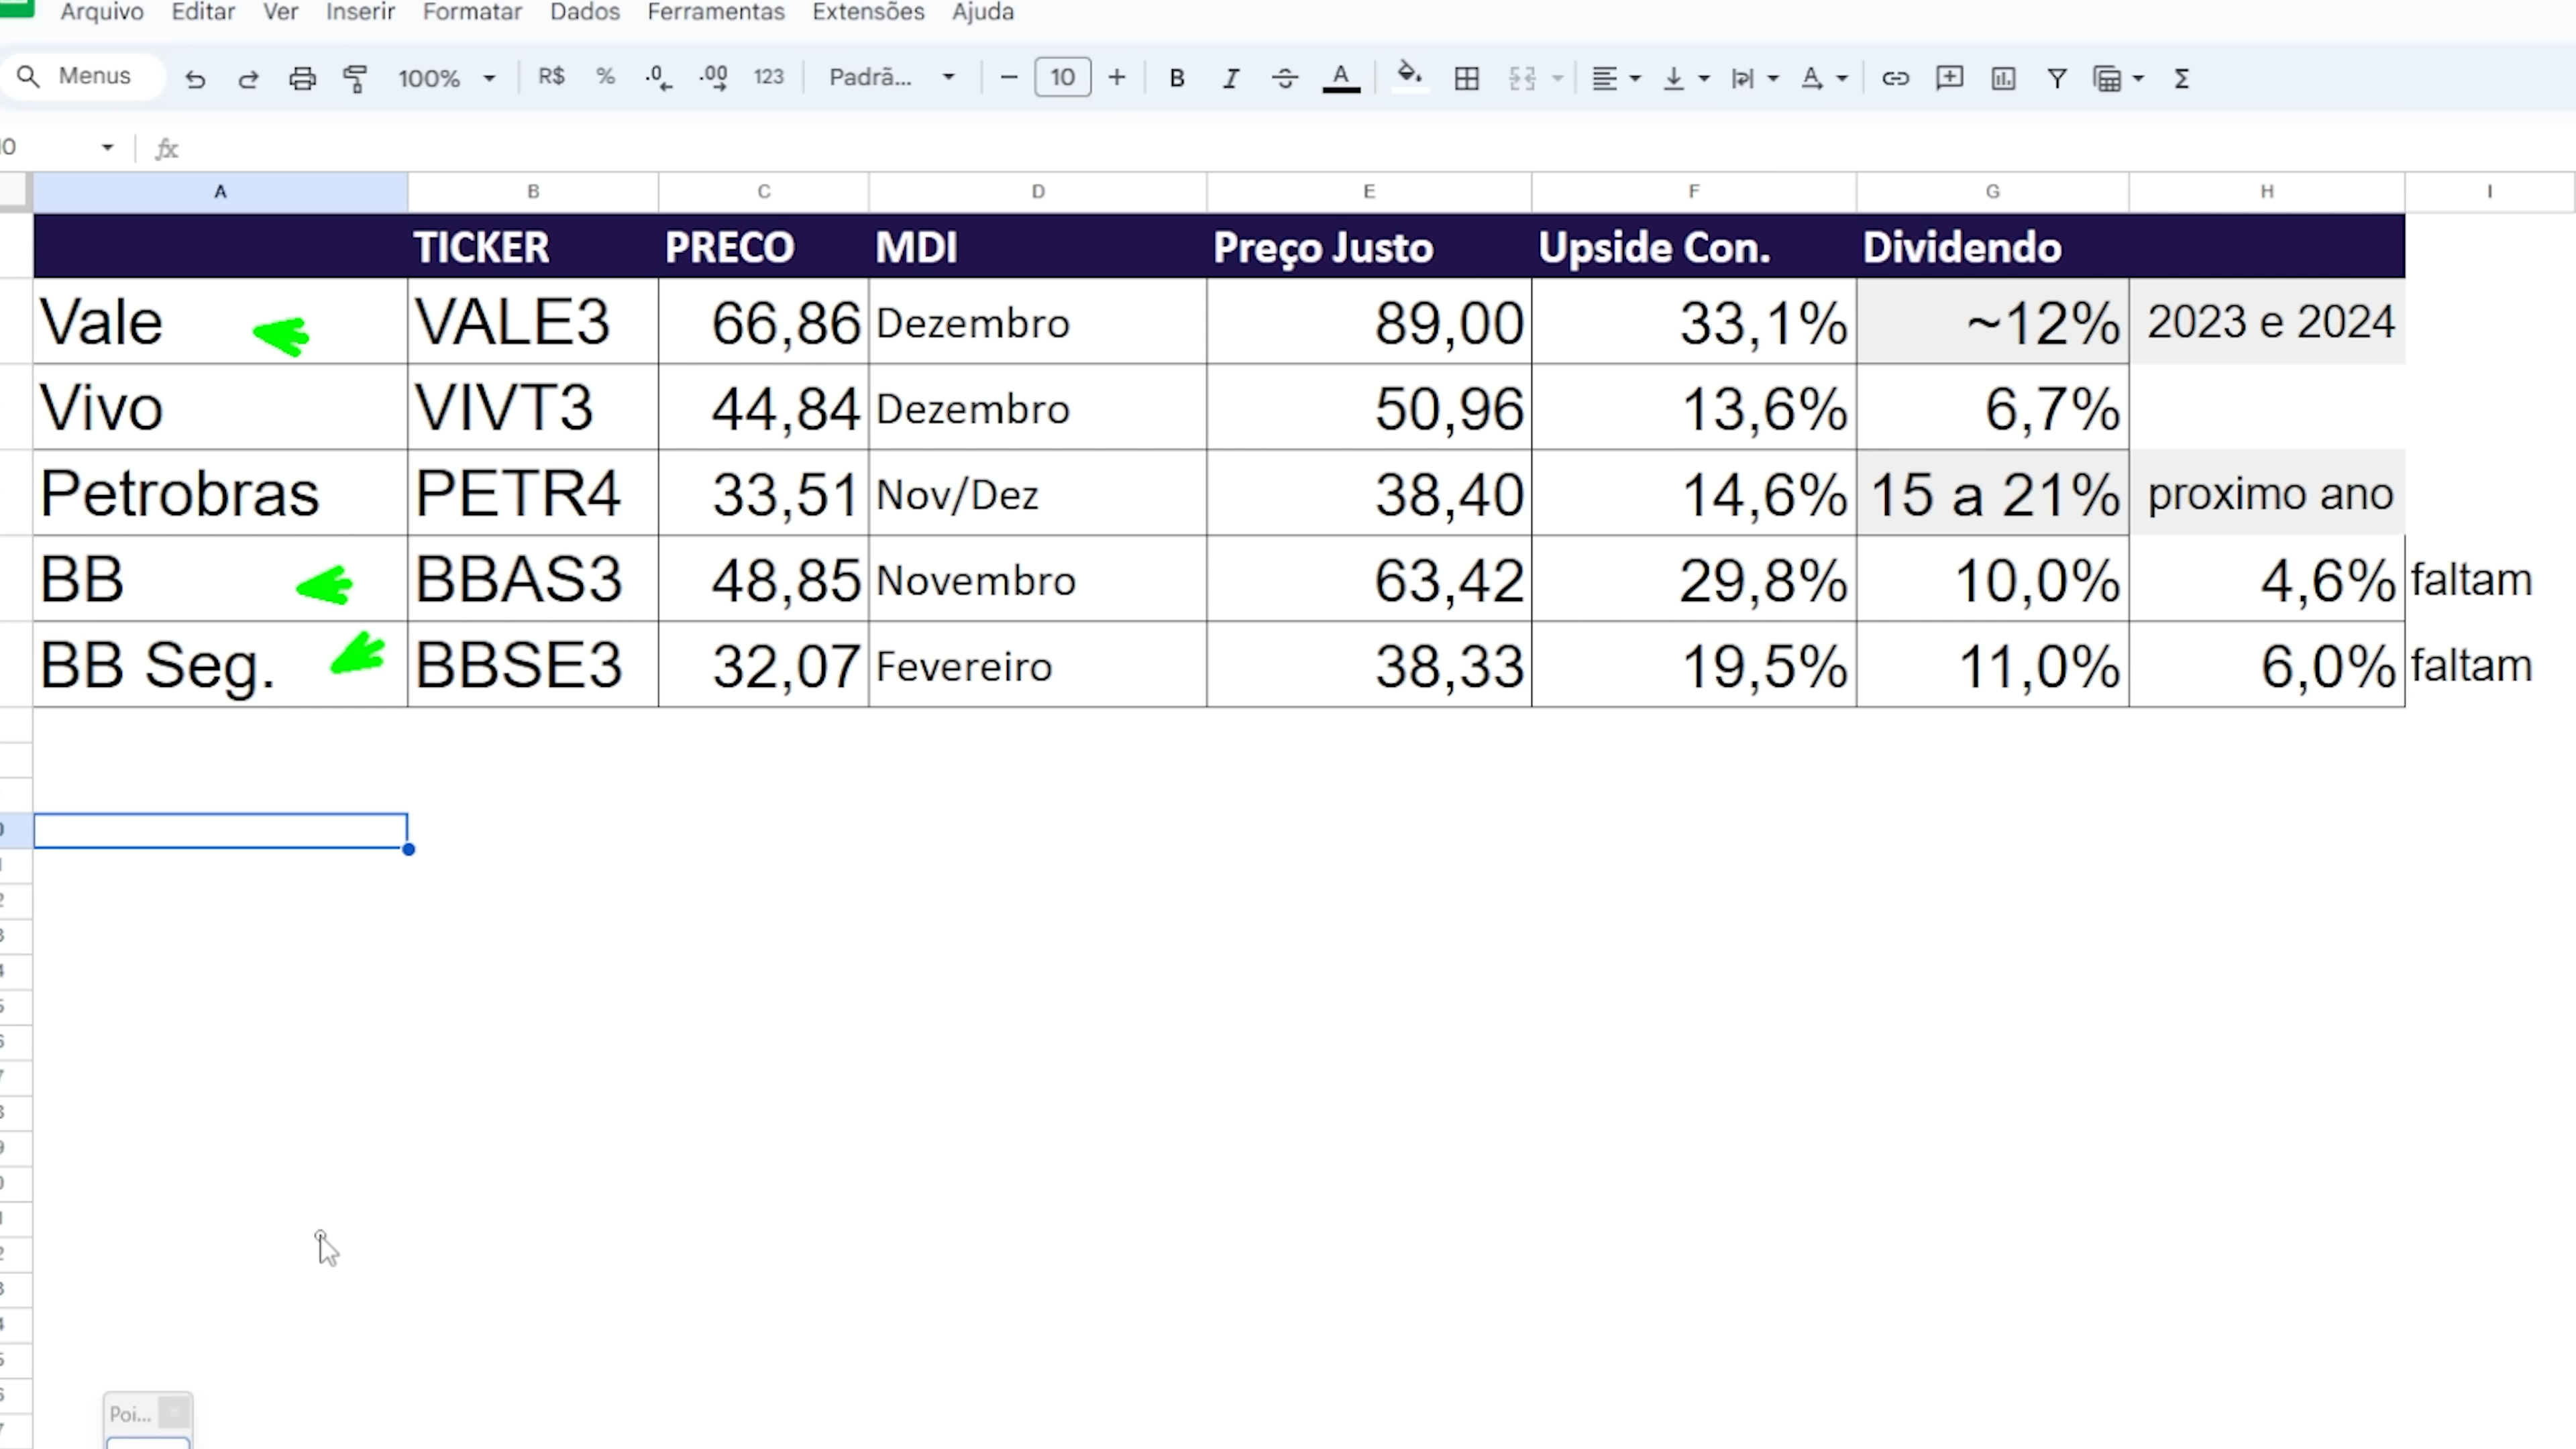 Arquivo Editar Ver Inserir Formatar Dados Ferramentas Extensões Ajuda
Menus 100% R$ % .0 .00 123 Padrã... 10 B I A Σ
fx
A B C D E F G H I
TICKER PRECO MDI Preço Justo Upside Con. Dividendo
Vale VALE3 66,86 Dezembro 89,00 33,1% ~12% 2023 e 2024
Vivo VIVT3 44,84 Dezembro 50,96 13,6% 6,7%
Petrobras PETR4 33,51 Nov/Dez 38,40 14,6% 15 a 21% proximo ano
BB BBAS3 48,85 Novembro 63,42 29,8% 10,0% 4,6% faltam
BB Seg. BBSE3 32,07 Fevereiro 38,33 19,5% 11,0% 6,0% faltam
Poi...